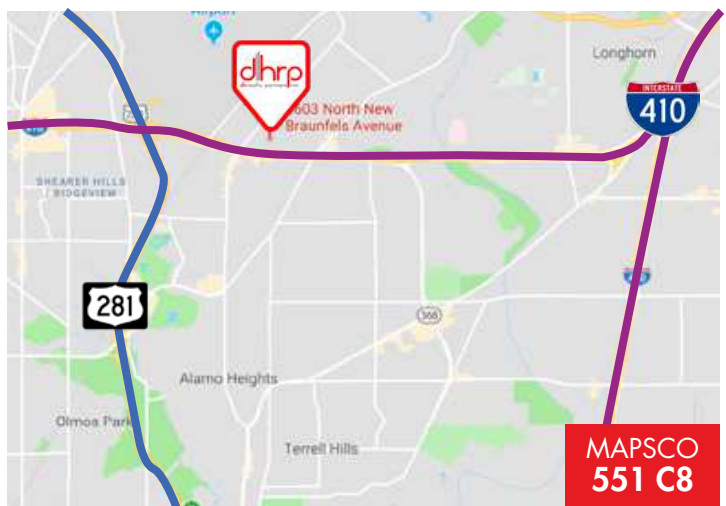 Airport
Longhorn
dhrp
INTERSTATE
410
603 North New
Braunfels Avenue
SHEARER HILLS
RIDGEVIEW
281
368
Alamo Heights
Olmos Park
Terrell Hills
MAPSCO
551 C8